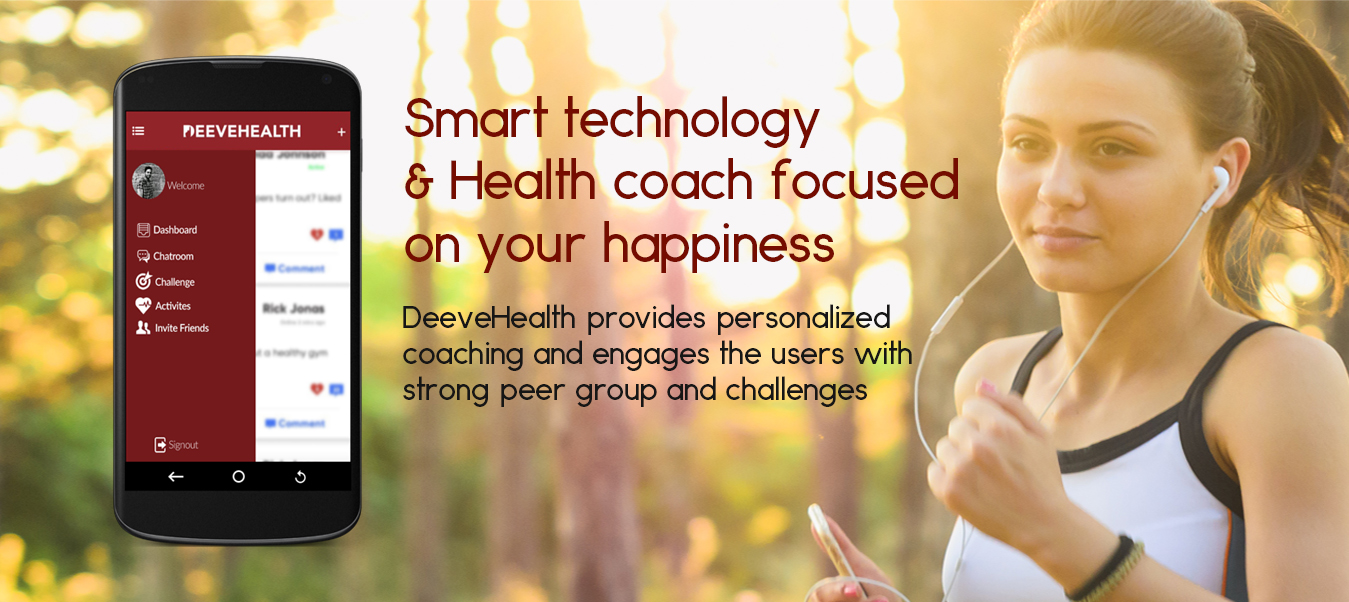 DEEVEHEALTH
+
Welcome
Dashboard
Chatroom
Challenge
Activites
Invite Friends
Signout
Johnson
pers turn out? Liked
Comment
Rick Jonas
t a healthy gym
Comment
Smart technology
& Health coach focused
on your happiness
DeeveHealth provides personalized
coaching and engages the users with
strong peer group and challenges